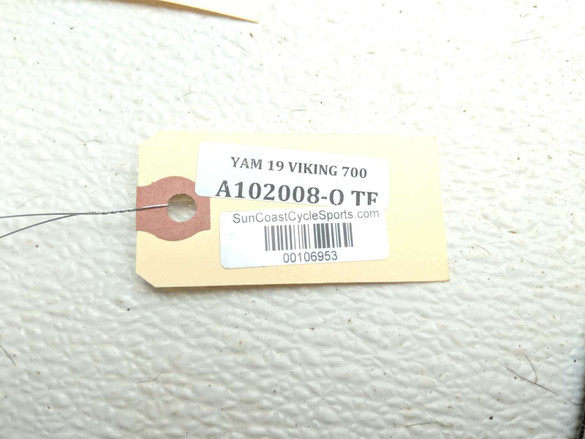 YAM 19 VIKING 700
A102008-O TF
SunCoastCycleSports.com
00106953